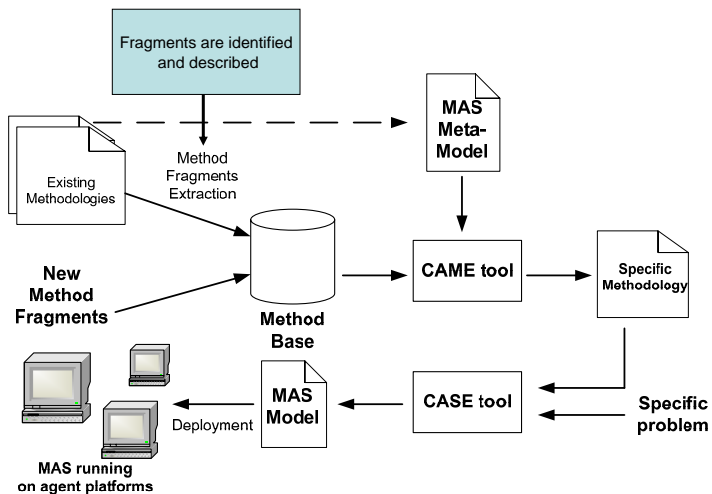 Fragments are identified
and described
MAS
Meta-
Model
Method
Fragments
Extraction
Existing
Methodologies
CAME tool
Specific
Methodology
New
Method
Fragments
Method
Base
MAS
Model
CASE tool
Specific
problem
Deployment
MAS running
on agent platforms